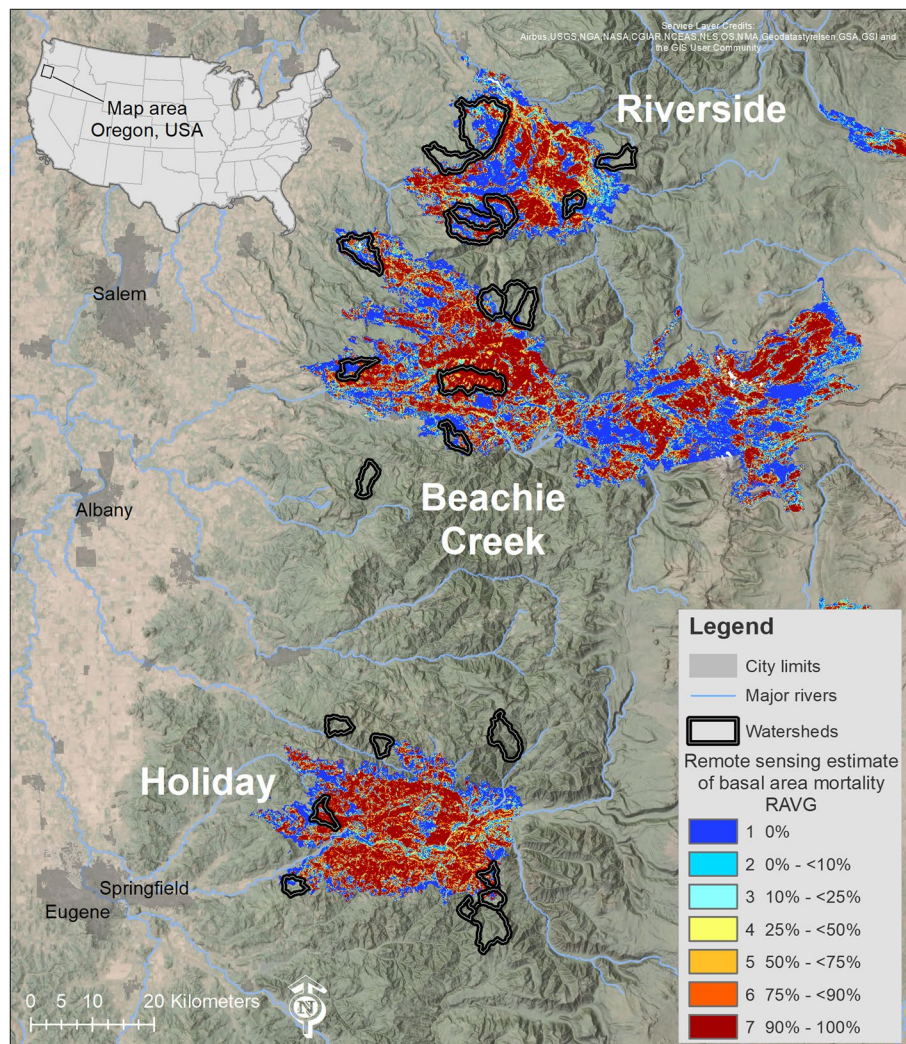 Service Layer Credits:
Airbus,USGS,NGA,NASA,CGIAR,NCEAS,NLS,OS,NMA,Geodatastyrelsen,GSA,GSI and
the GIS User Community
Map area
Oregon, USA
Riverside
Salem
Albany
Beachie
Creek
Holiday
Springfield
Eugene
0 5 10 20 Kilometers
N
Legend
City limits
Major rivers
Watersheds
Remote sensing estimate
of basal area mortality
RAVG
1 0%
2 0% - <10%
3 10% - <25%
4 25% - <50%
5 50% - <75%
6 75% - <90%
7 90% - 100%